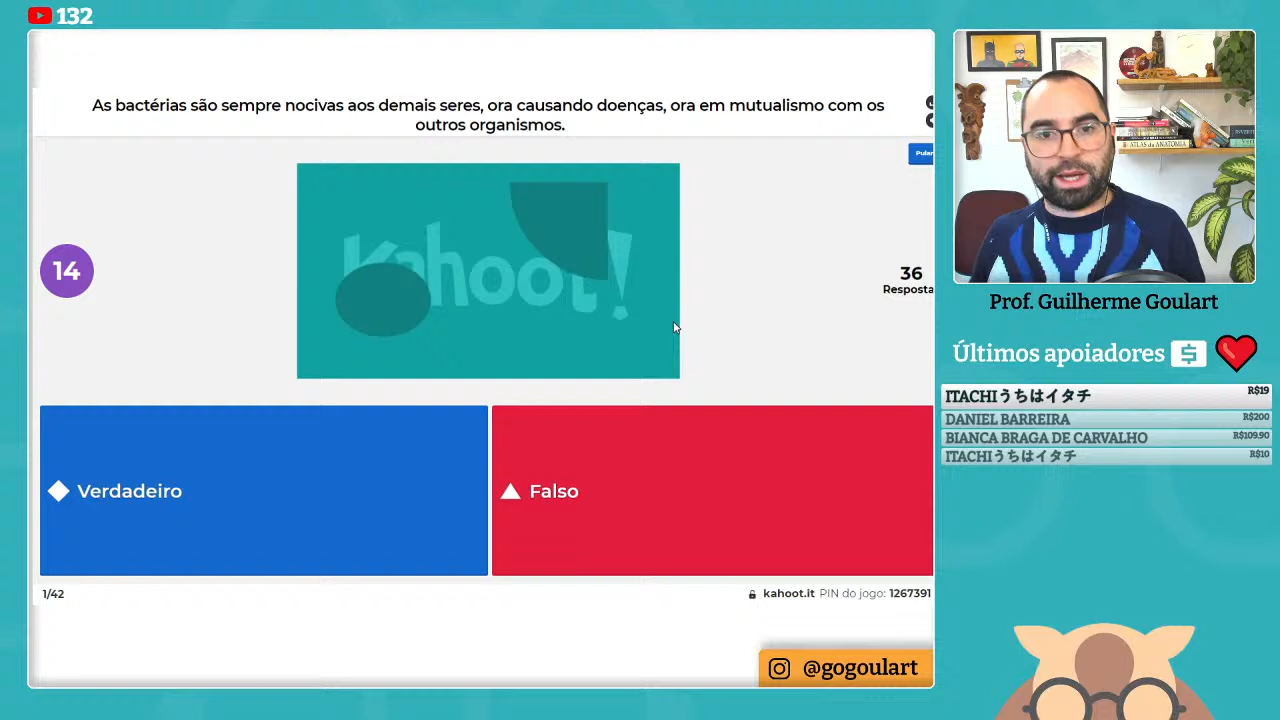 132
As bactérias são sempre nocivas aos demais seres, ora causando doenças, ora em mutualismo com os
outros organismos.
Pular
Kahoot!
14
36
Resposta
Verdadeiro
Falso
1/42
kahoot.it PIN do jogo: 1267391
@gogoulart
ATLAS da ANATOMIA
Prof. Guilherme Goulart
Últimos apoiadores
ITACHIうちはイタチ R$19
DANIEL BARREIRA R$200
BIANCA BRAGA DE CARVALHO R$109.90
ITACHIうちはイタチ R$10